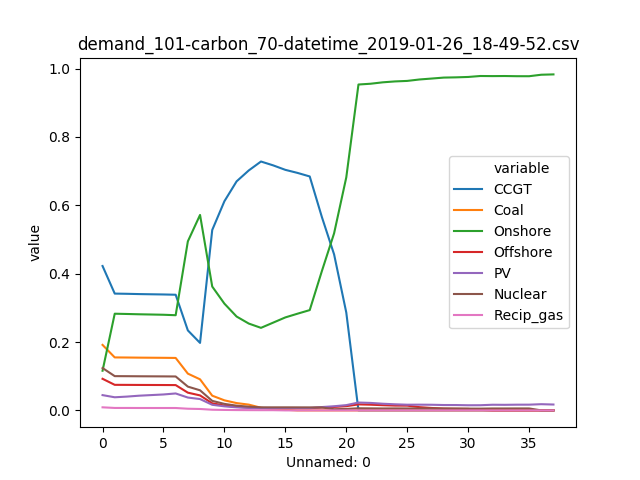 demand_101-carbon_70-datetime_2019-01-26_18-49-52.csv
1.0
0.8
0.6
0.4
0.2
0.0
value
variable
CCGT
Coal
Onshore
Offshore
PV
Nuclear
Recip_gas
0 5 10 15 20 25 30 35
Unnamed: 0